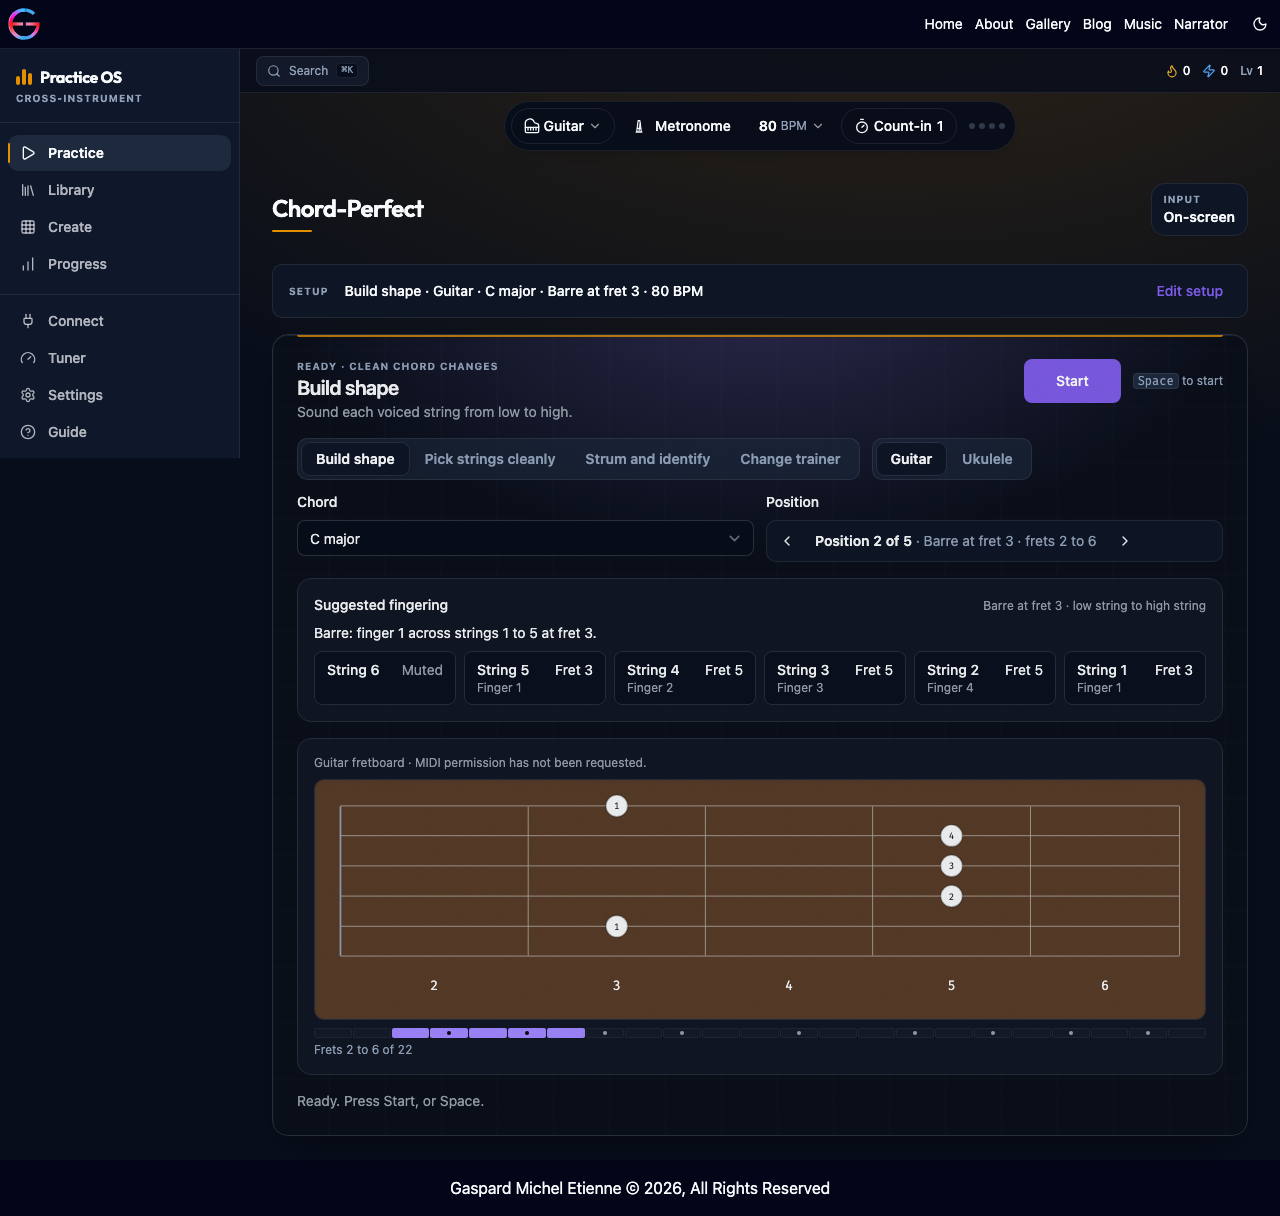 Home About Gallery Blog Music Narrator
Practice OS
CROSS-INSTRUMENT
Search ⌘K
0 0 Lv 1
Guitar Metronome 80 BPM Count-in 1
Practice
Library
Create
Progress
Connect
Tuner
Settings
Guide
Chord-Perfect
INPUT
On-screen
SETUP Build shape · Guitar · C major · Barre at fret 3 · 80 BPM Edit setup
READY · CLEAN CHORD CHANGES
Build shape
Sound each voiced string from low to high.
Start Space to start
Build shape Pick strings cleanly Strum and identify Change trainer Guitar Ukulele
Chord Position
C major
Position 2 of 5 · Barre at fret 3 · frets 2 to 6
Suggested fingering Barre at fret 3 · low string to high string
Barre: finger 1 across strings 1 to 5 at fret 3.
String 6 Muted
String 5 Fret 3
Finger 1
String 4 Fret 5
Finger 2
String 3 Fret 5
Finger 3
String 2 Fret 5
Finger 4
String 1 Fret 3
Finger 1
Guitar fretboard · MIDI permission has not been requested.
1
4
3
2
1
2 3 4 5 6
Frets 2 to 6 of 22
Ready. Press Start, or Space.
Gaspard Michel Etienne © 2026, All Rights Reserved